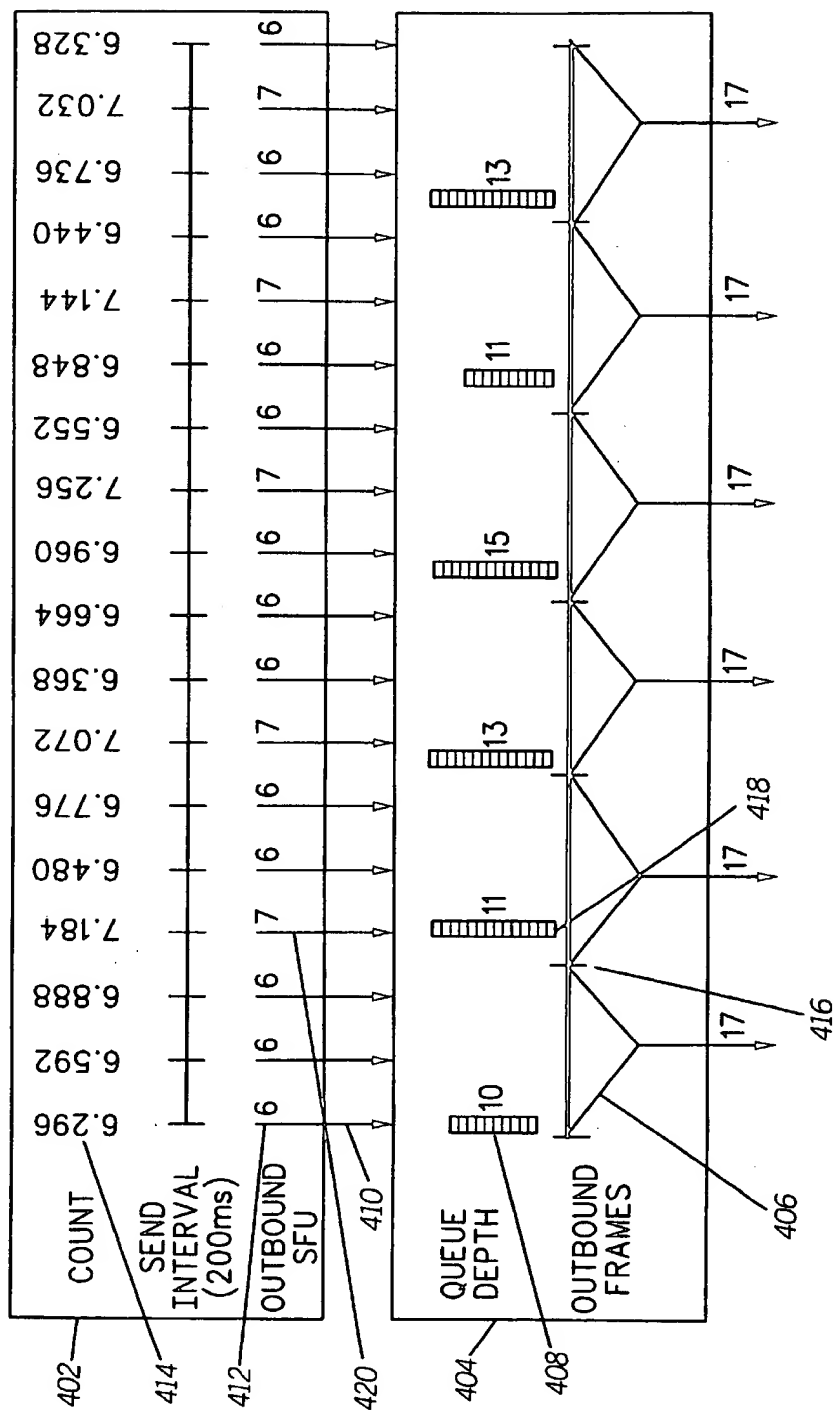 402
COUNT 6.296 6.592 6.888 7.184 6.480 6.776 7.072 6.368 6.664 6.960 7.256 6.552 6.848 7.144 6.440 6.736 7.032 6.328
414
SEND
INTERVAL
(200ms)
412
OUTBOUND
SFU
6 6 6 7 6 6 7 6 6 6 7 6 6 7 6 6 7 6
420
410
404
QUEUE
DEPTH
10 11 13 15 11 13
408
OUTBOUND
FRAMES
418
17 17 17 17 17 17
406
416